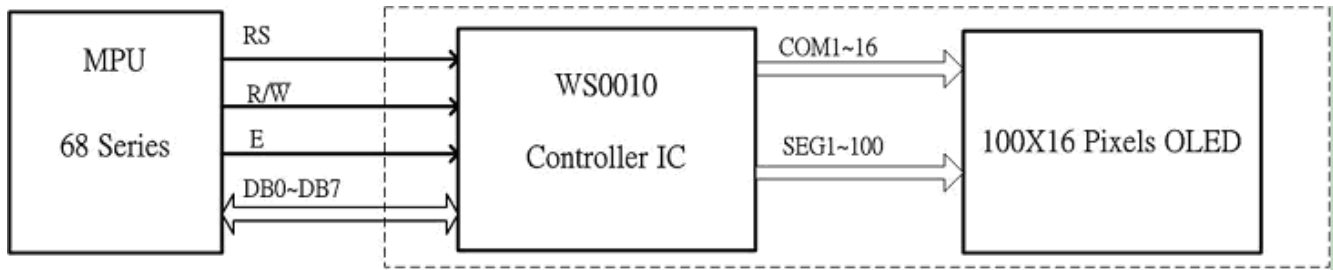 MPU
68 Series
RS
R/W̅
E
DB0~DB7
WS0010
Controller IC
COM1~16
SEG1~100
100X16 Pixels OLED